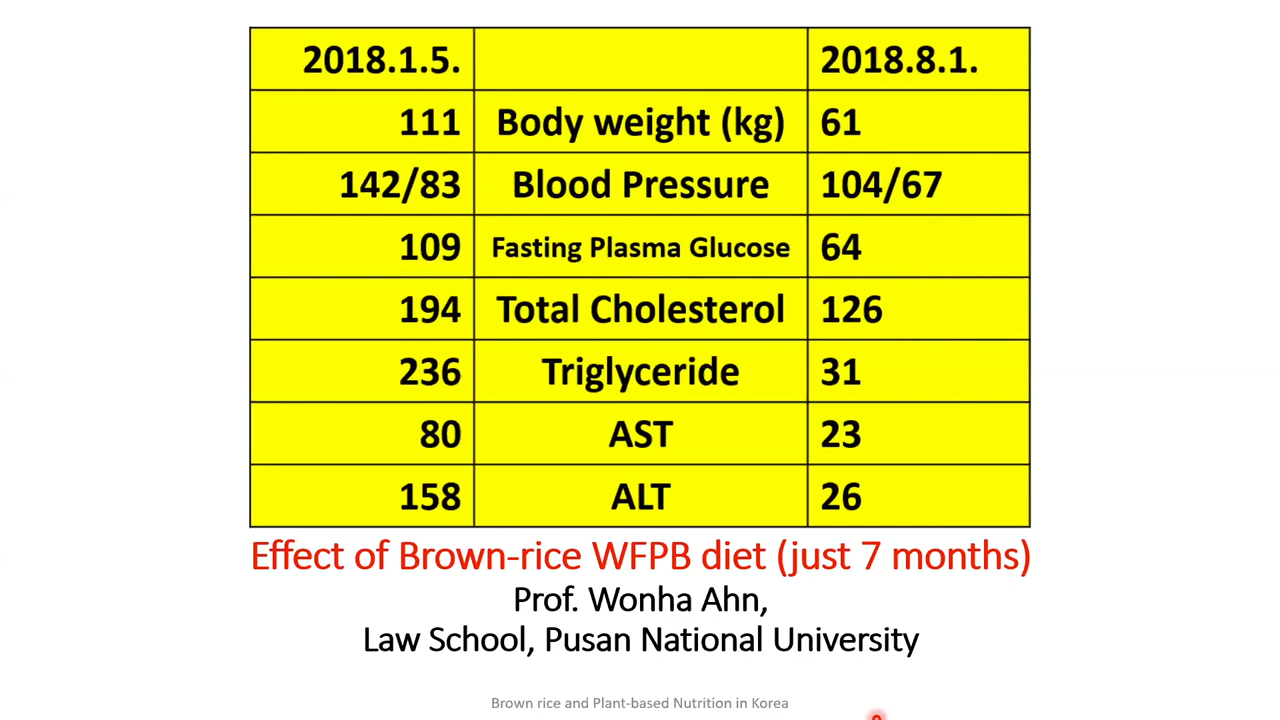 2018.1.5. 2018.8.1.
111 Body weight (kg) 61
142/83 Blood Pressure 104/67
109 Fasting Plasma Glucose 64
194 Total Cholesterol 126
236 Triglyceride 31
80 AST 23
158 ALT 26
Effect of Brown-rice WFPB diet (just 7 months)
Prof. Wonha Ahn,
Law School, Pusan National University
Brown rice and Plant-based Nutrition in Korea